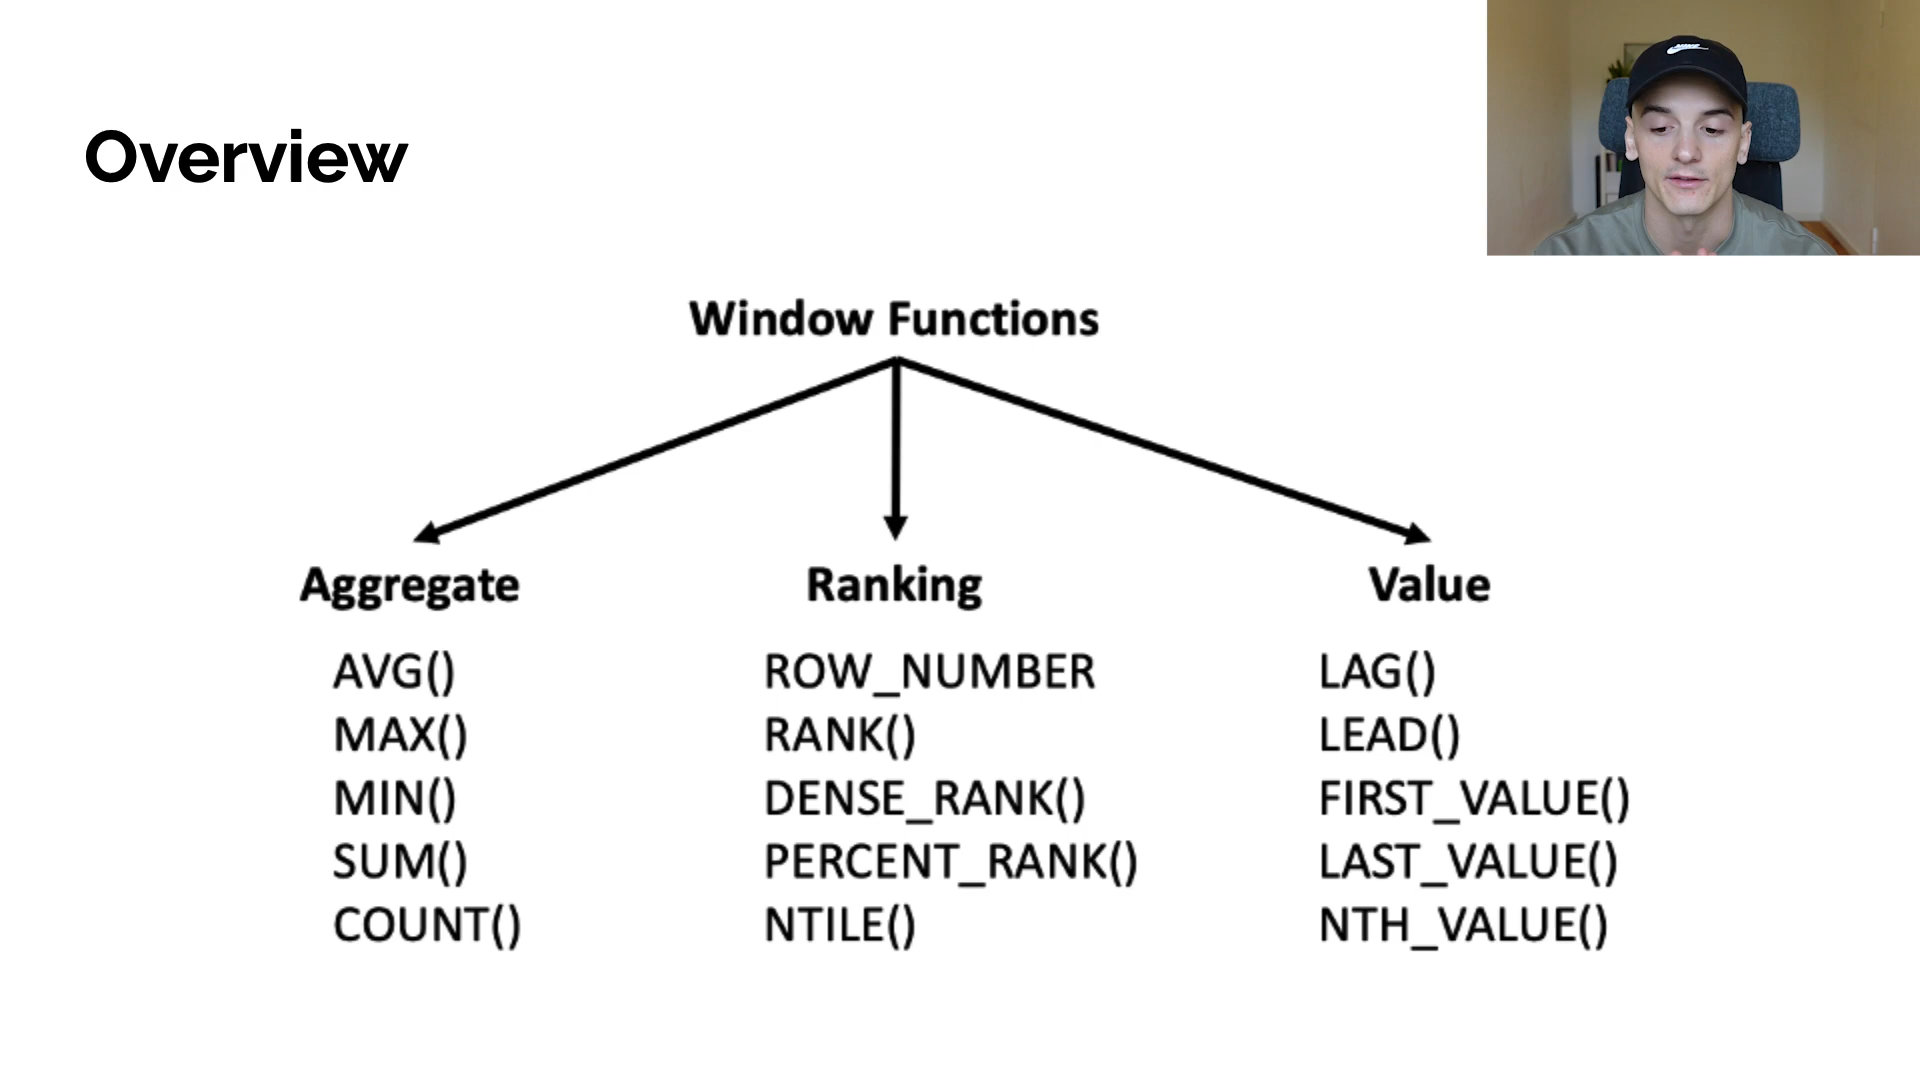 Overview
Window Functions
Aggregate
AVG()
MAX()
MIN()
SUM()
COUNT()
Ranking
ROW_NUMBER
RANK()
DENSE_RANK()
PERCENT_RANK()
NTILE()
Value
LAG()
LEAD()
FIRST_VALUE()
LAST_VALUE()
NTH_VALUE()